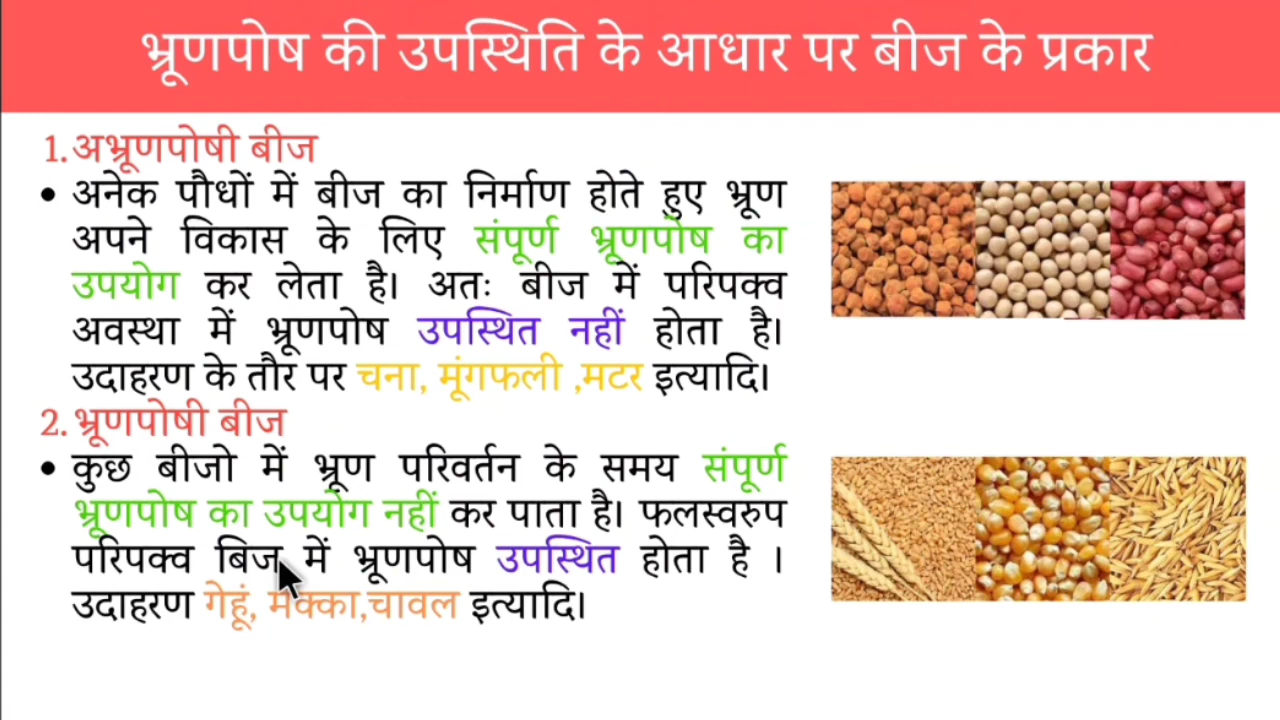 भ्रूणपोष की उपस्थिति के आधार पर बीज के प्रकार
1. अभ्रूणपोषी बीज
• अनेक पौधों में बीज का निर्माण होते हुए भ्रूण
अपने विकास के लिए संपूर्ण भ्रूणपोष का
उपयोग कर लेता है। अतः बीज में परिपक्व
अवस्था में भ्रूणपोष उपस्थित नहीं होता है।
उदाहरण के तौर पर चना, मूंगफली ,मटर इत्यादि।
2. भ्रूणपोषी बीज
• कुछ बीजो में भ्रूण परिवर्तन के समय संपूर्ण
भ्रूणपोष का उपयोग नहीं कर पाता है। फलस्वरुप
परिपक्व बिज में भ्रूणपोष उपस्थित होता है ।
उदाहरण गेहूं, मक्का,चावल इत्यादि।